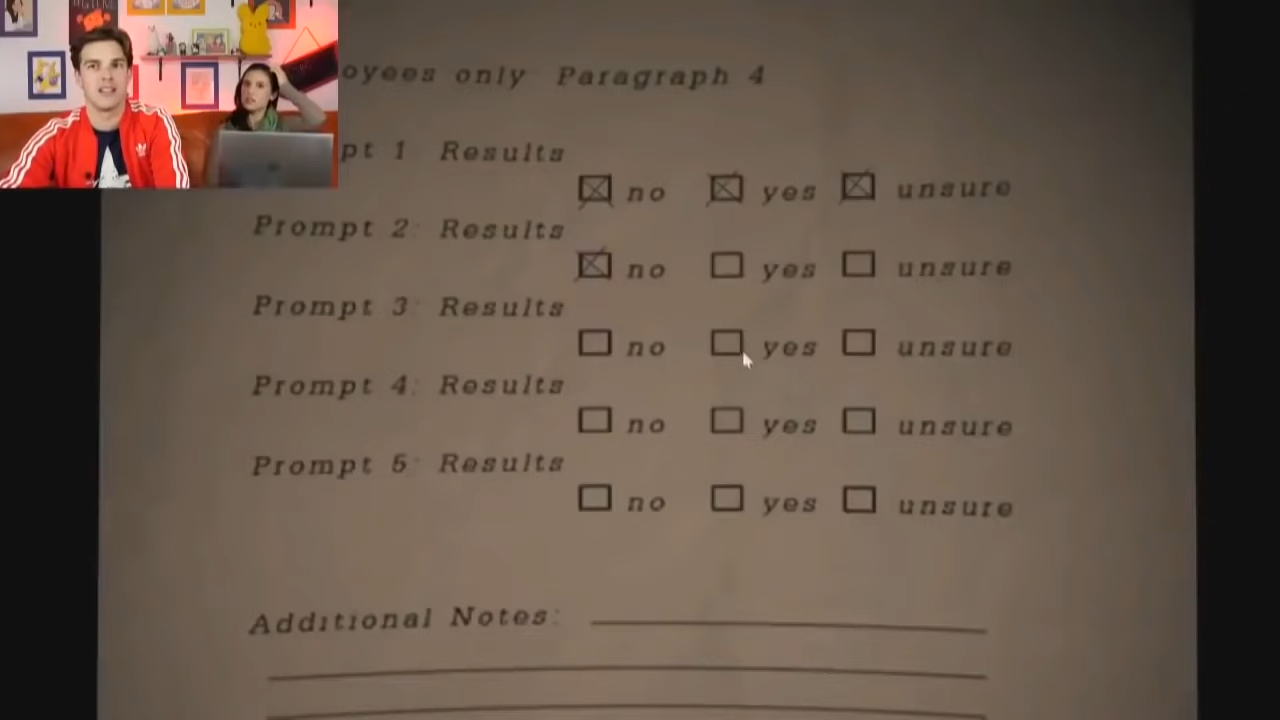 oyees only Paragraph 4
pt 1 Results
no yes unsure
Prompt 2: Results
no yes unsure
Prompt 3: Results
no yes unsure
Prompt 4: Results
no yes unsure
Prompt 5: Results
no yes unsure
Additional Notes: